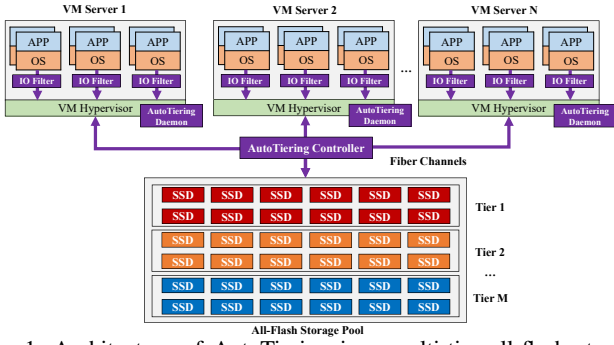 VM Server 1
VM Server 2
VM Server N
APP APP APP APP APP APP APP APP APP
OS OS OS OS OS OS OS OS OS
...
IO Filter IO Filter IO Filter IO Filter IO Filter IO Filter IO Filter IO Filter IO Filter
VM Hypervisor VM Hypervisor VM Hypervisor
AutoTiering Daemon AutoTiering Daemon AutoTiering Daemon
AutoTiering Controller
Fiber Channels
SSD SSD SSD SSD SSD SSD
Tier 1
SSD SSD SSD SSD SSD SSD
SSD SSD SSD SSD SSD SSD
Tier 2
SSD SSD SSD SSD SSD SSD
...
SSD SSD SSD SSD SSD SSD
Tier M
SSD SSD SSD SSD SSD SSD
All-Flash Storage Pool